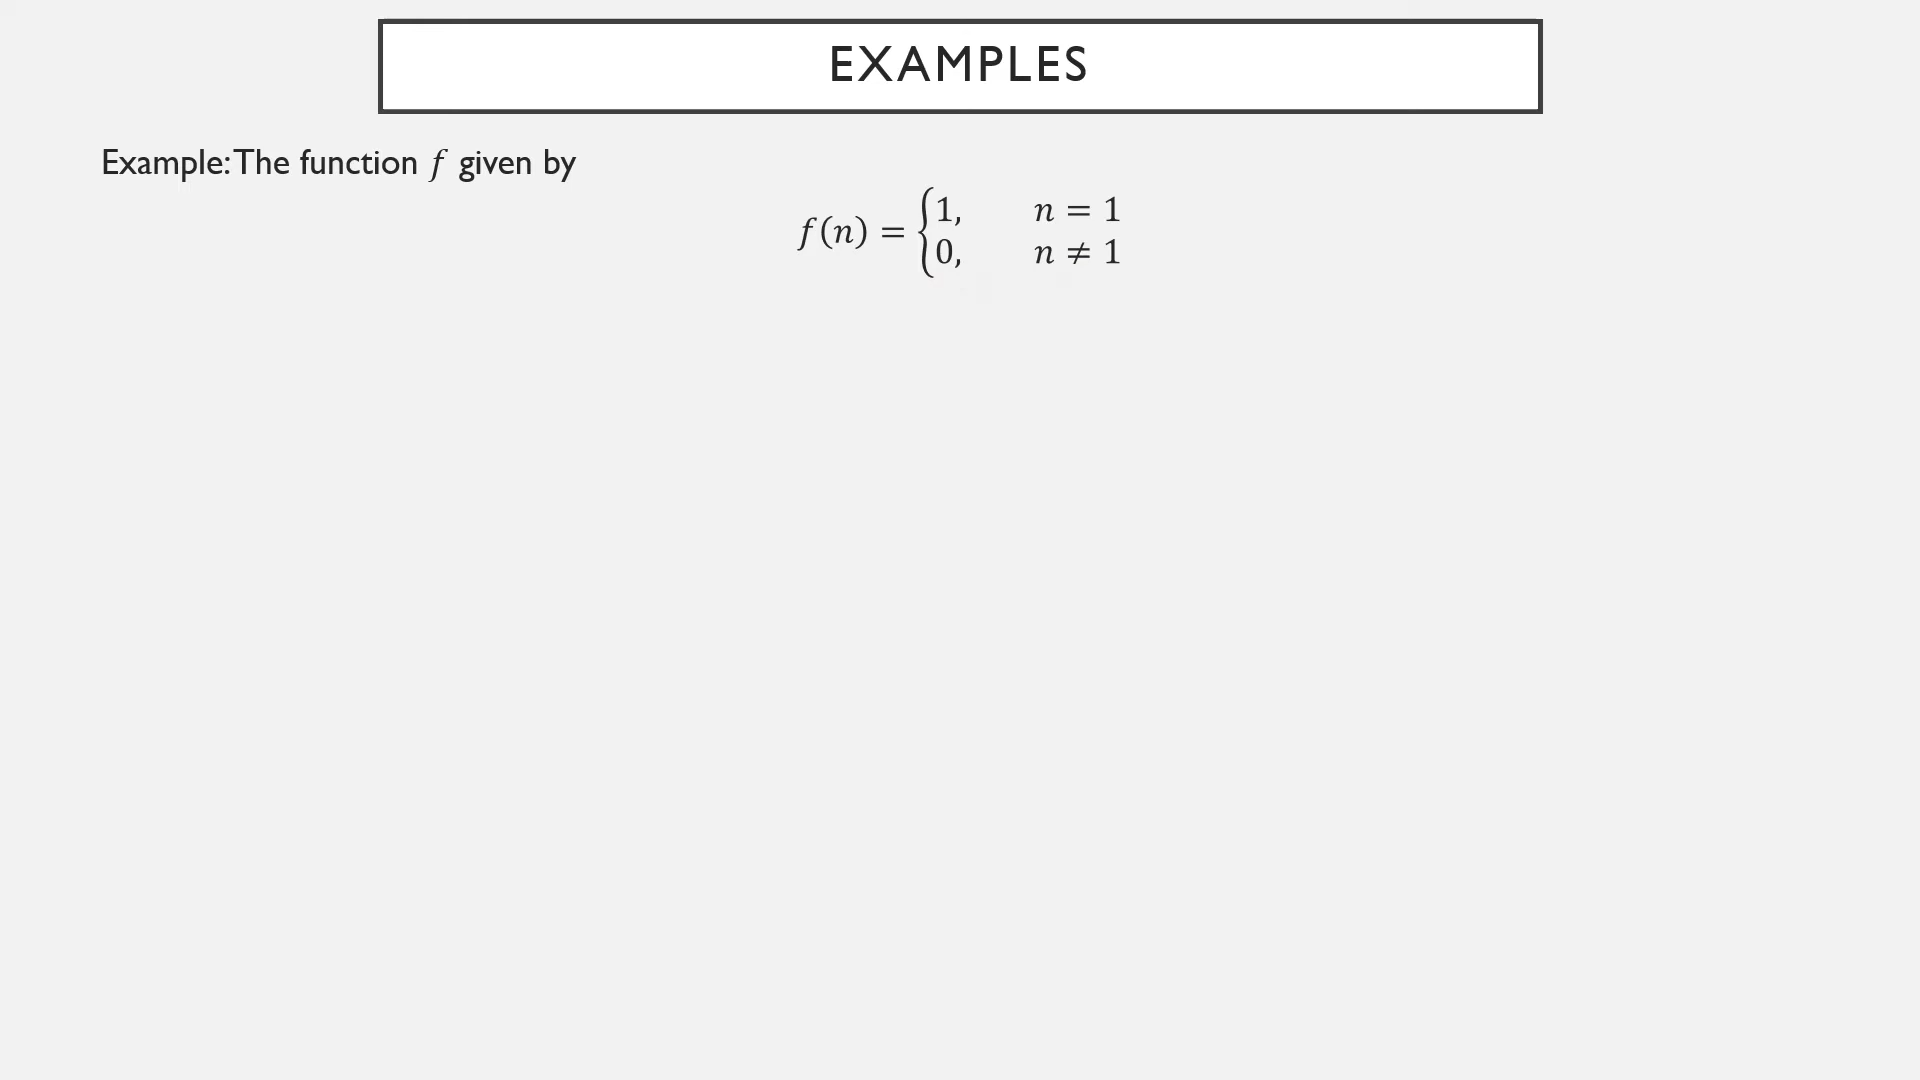 EXAMPLES
Example: The function f given by
f(n) = {1, n = 1
0, n ≠ 1